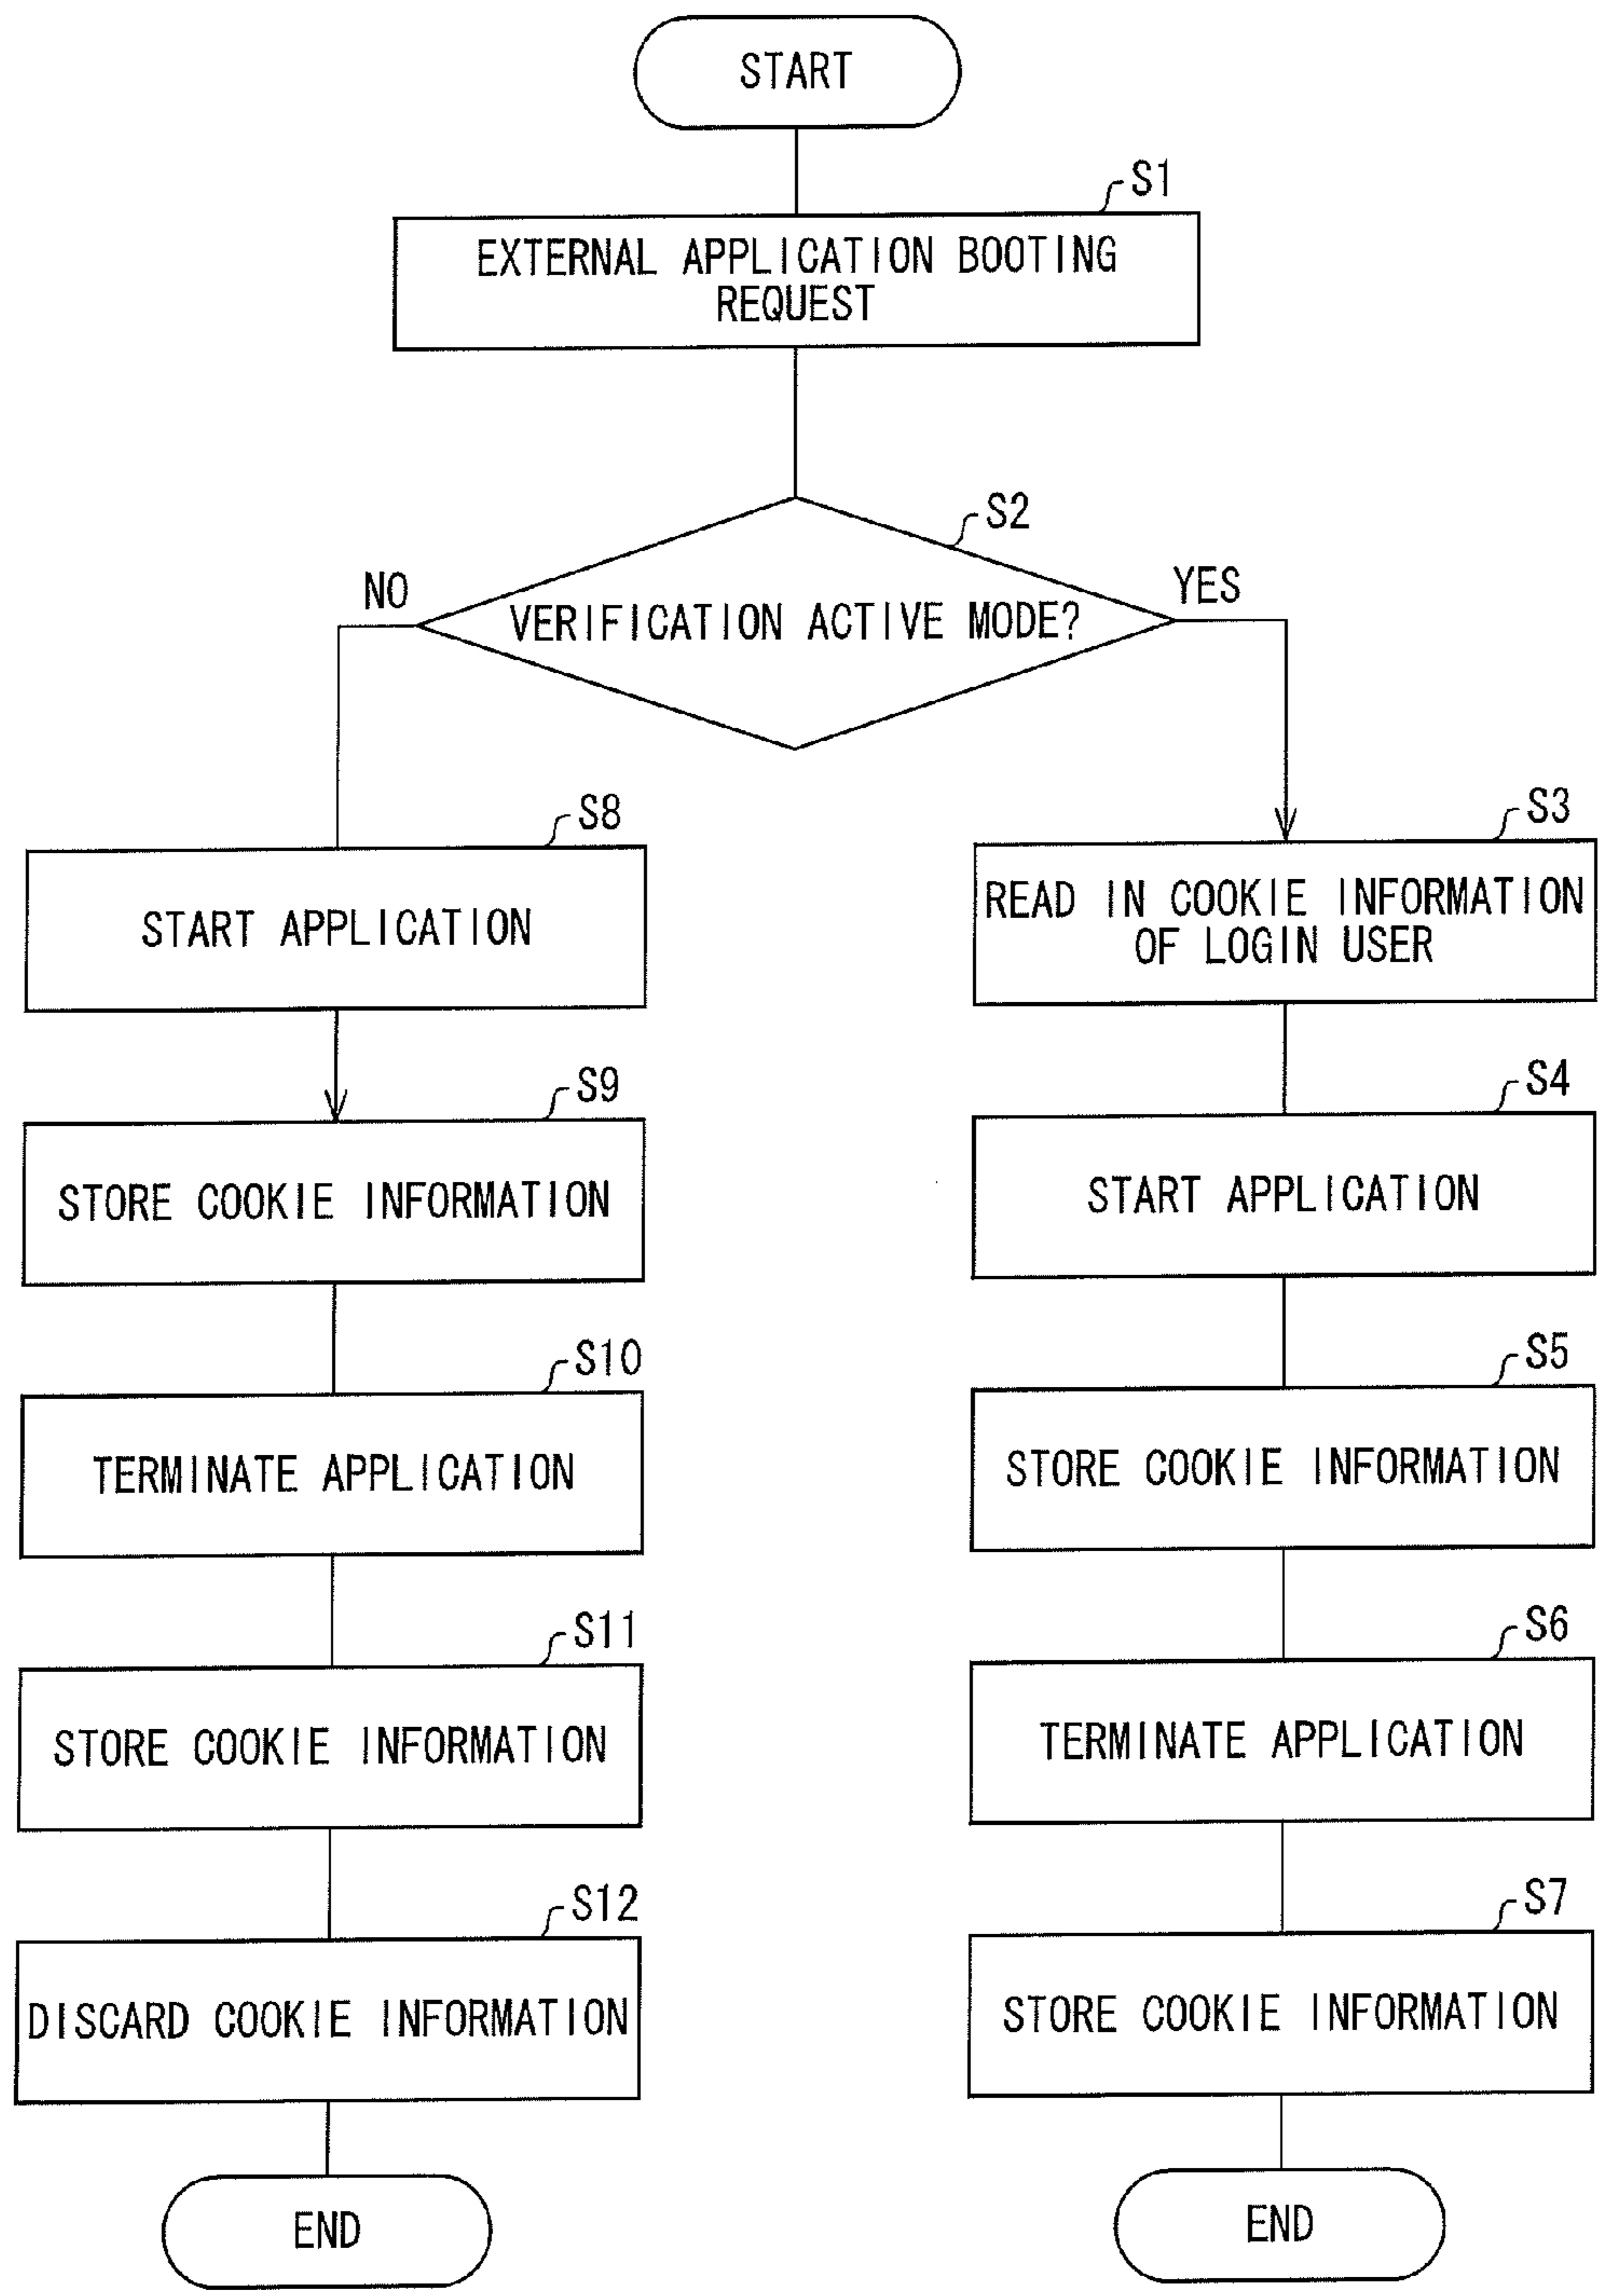 START
S1
EXTERNAL APPLICATION BOOTING
REQUEST
S2
NO
YES
VERIFICATION ACTIVE MODE?
S8
START APPLICATION
S9
STORE COOKIE INFORMATION
S10
TERMINATE APPLICATION
S11
STORE COOKIE INFORMATION
S12
DISCARD COOKIE INFORMATION
END
S3
READ IN COOKIE INFORMATION
OF LOGIN USER
S4
START APPLICATION
S5
STORE COOKIE INFORMATION
S6
TERMINATE APPLICATION
S7
STORE COOKIE INFORMATION
END